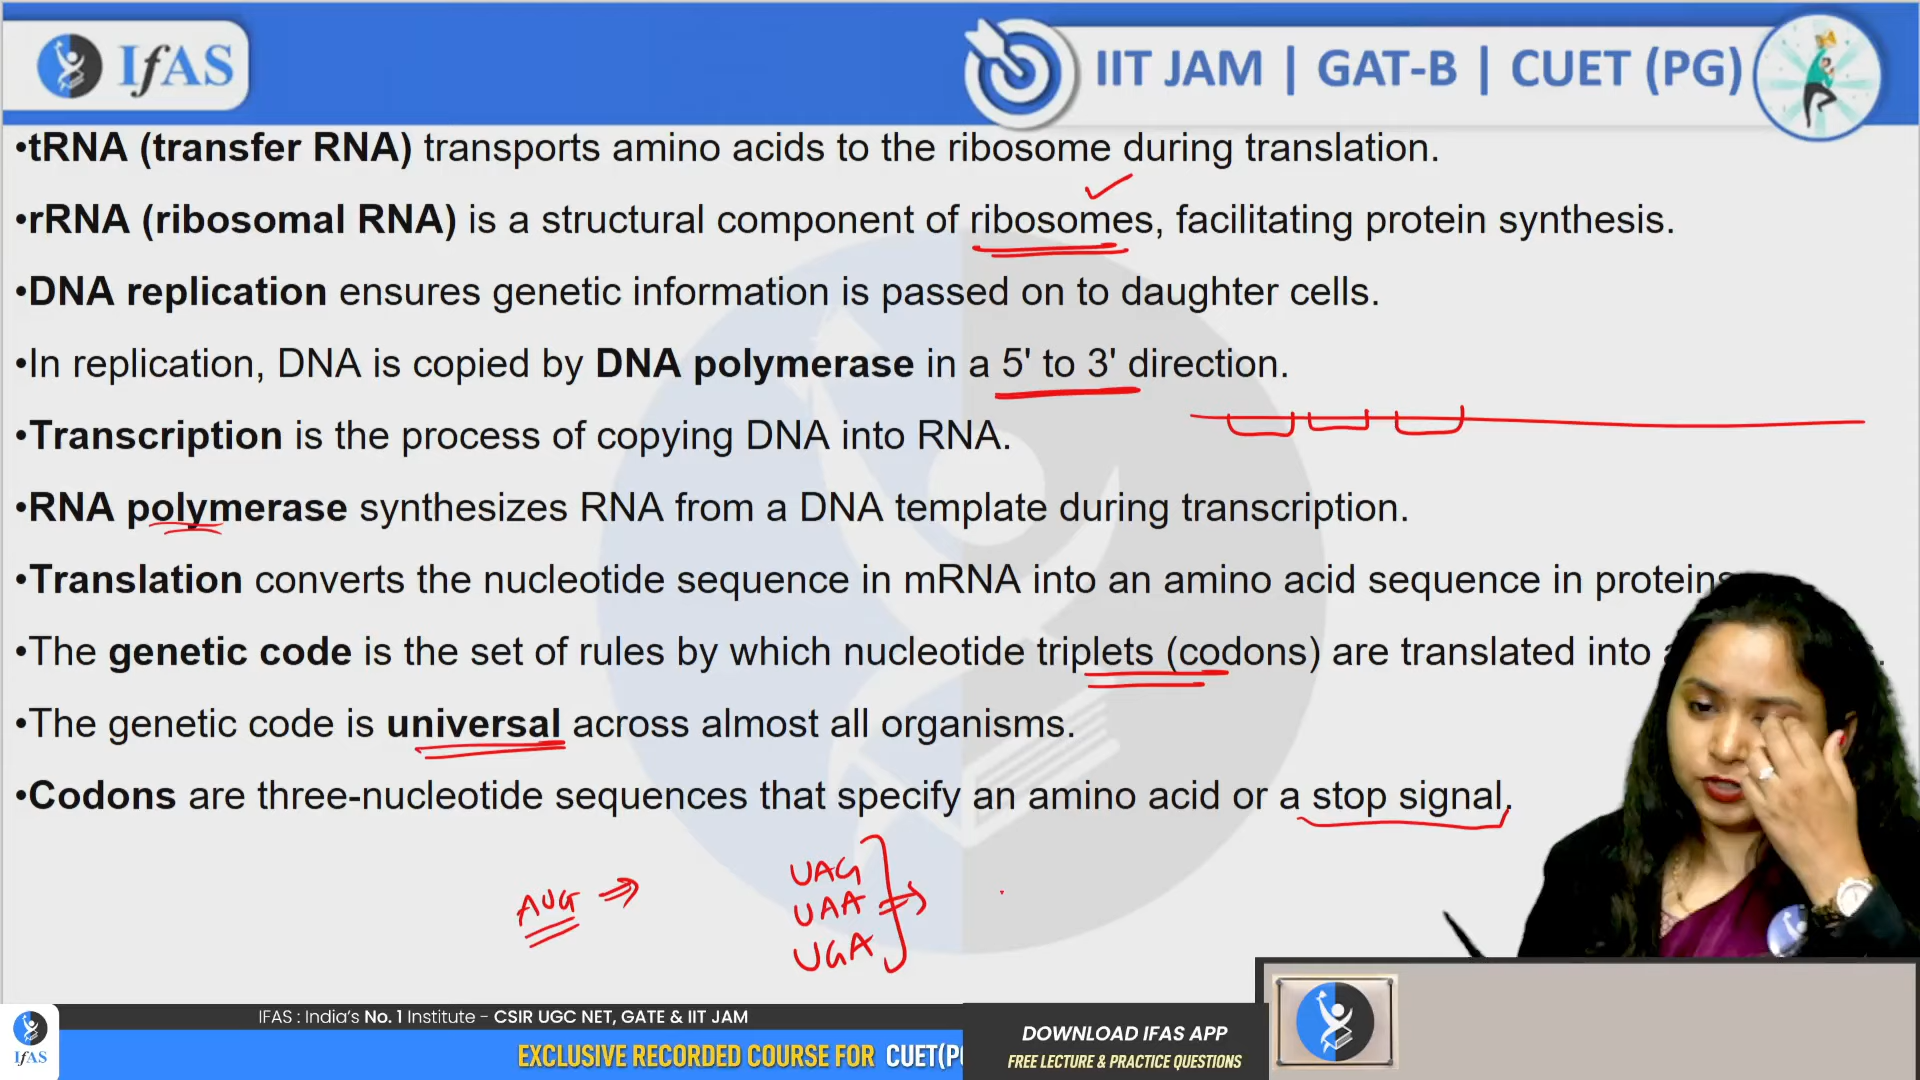 IfAS
IIT JAM | GAT-B | CUET (PG)
•tRNA (transfer RNA) transports amino acids to the ribosome during translation.
•rRNA (ribosomal RNA) is a structural component of ribosomes, facilitating protein synthesis.
•DNA replication ensures genetic information is passed on to daughter cells.
•In replication, DNA is copied by DNA polymerase in a 5' to 3' direction.
•Transcription is the process of copying DNA into RNA.
•RNA polymerase synthesizes RNA from a DNA template during transcription.
•Translation converts the nucleotide sequence in mRNA into an amino acid sequence in proteins
•The genetic code is the set of rules by which nucleotide triplets (codons) are translated into
•The genetic code is universal across almost all organisms.
•Codons are three-nucleotide sequences that specify an amino acid or a stop signal.
AUG
UAG
UAA
UGA
IFAS : India's No. 1 Institute - CSIR UGC NET, GATE & IIT JAM
IfAS
EXCLUSIVE RECORDED COURSE FOR CUET(PG
DOWNLOAD IFAS APP
FREE LECTURE & PRACTICE QUESTIONS